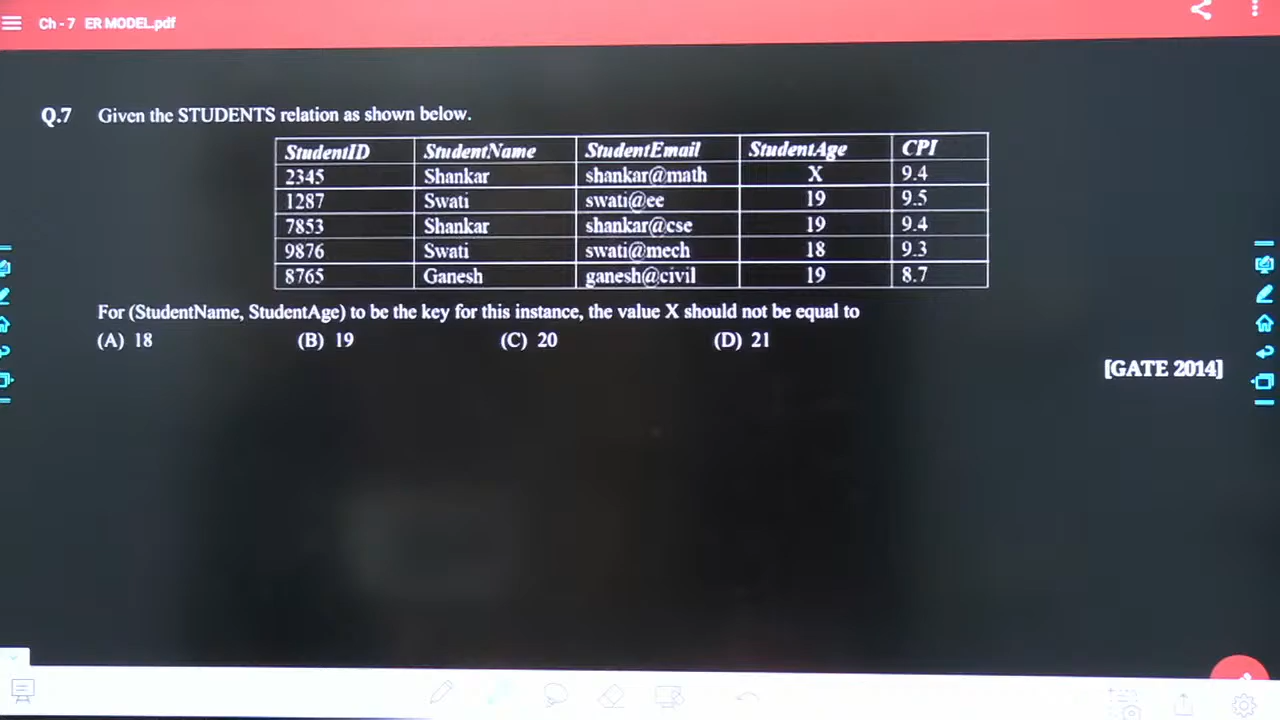 Ch - 7 ER MODEL.pdf
Q.7 Given the STUDENTS relation as shown below.
StudentID StudentName StudentEmail StudentAge CPI
2345 Shankar shankar@math X 9.4
1287 Swati swati@ee 19 9.5
7853 Shankar shankar@cse 19 9.4
9876 Swati swati@mech 18 9.3
8765 Ganesh ganesh@civil 19 8.7
For (StudentName, StudentAge) to be the key for this instance, the value X should not be equal to
(A) 18 (B) 19 (C) 20 (D) 21
[GATE 2014]